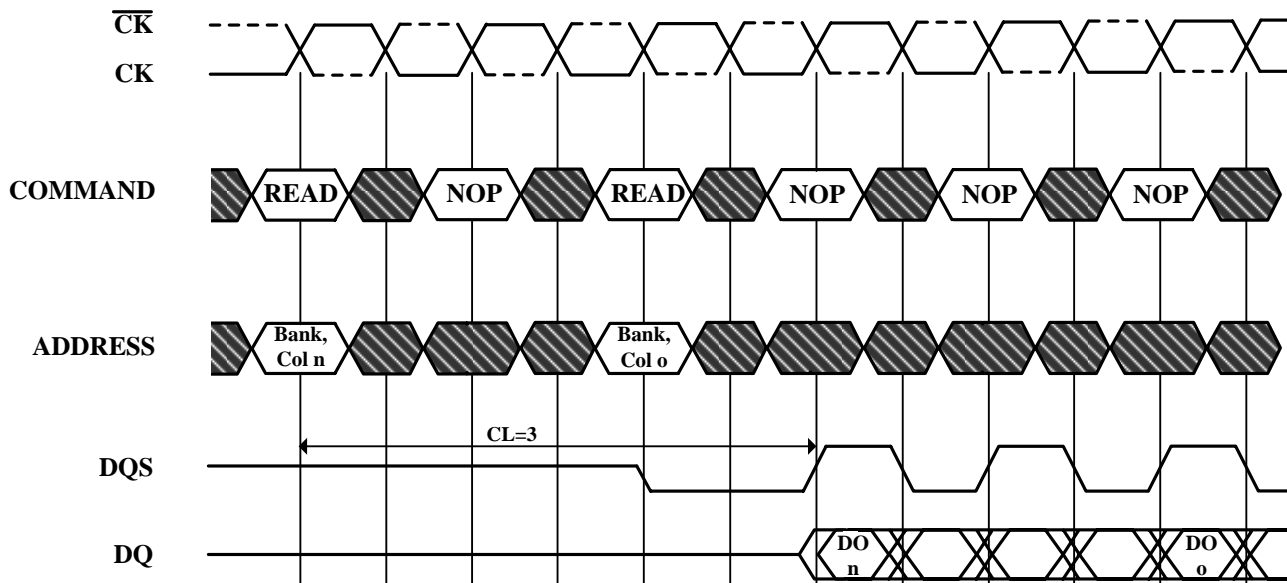 CK
CK
COMMAND
READ NOP READ NOP NOP NOP
ADDRESS
Bank,
Col n
Bank,
Col o
CL=3
DQS
DQ
DO
n
DO
o